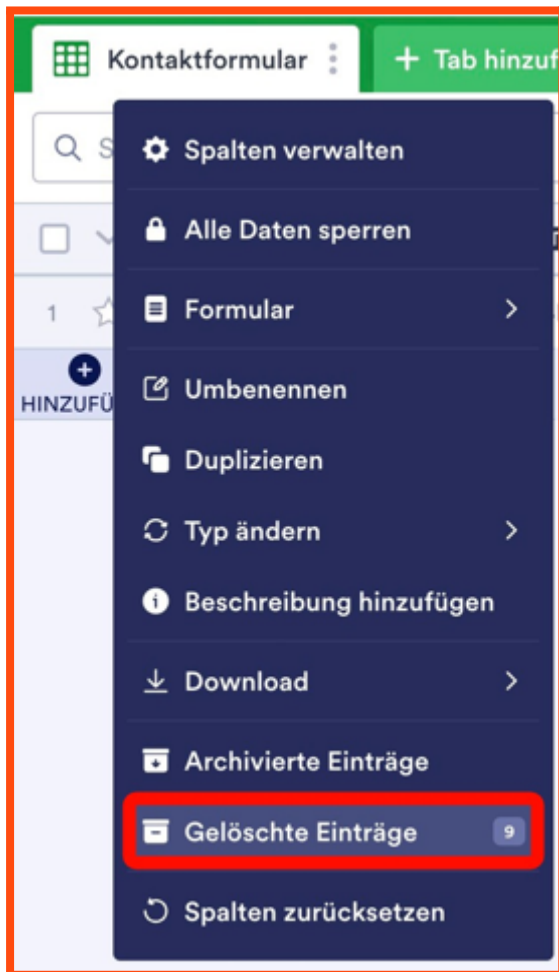 Kontaktformular
+ Tab hinzuf
S
Spalten verwalten
Alle Daten sperren
1
Formular
HINZUFÜ
Umbenennen
Duplizieren
Typ ändern
Beschreibung hinzufügen
Download
Archivierte Einträge
Gelöschte Einträge 9
Spalten zurücksetzen